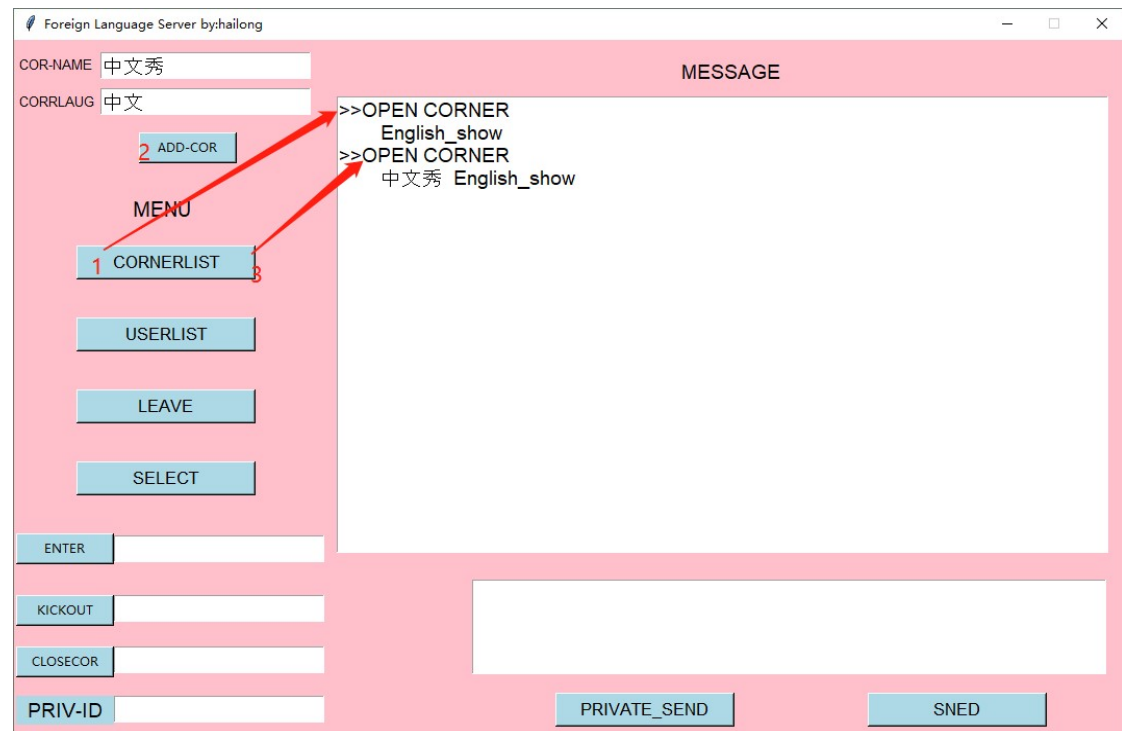 Foreign Language Server by:hailong
COR-NAME 中文秀
CORRLAUG 中文
2 ADD-COR
MENU
1 CORNERLIST 3
USERLIST
LEAVE
SELECT
ENTER
KICKOUT
CLOSECOR
PRIV-ID
MESSAGE
>>OPEN CORNER
English_show
>>OPEN CORNER
中文秀 English_show
PRIVATE_SEND SNED